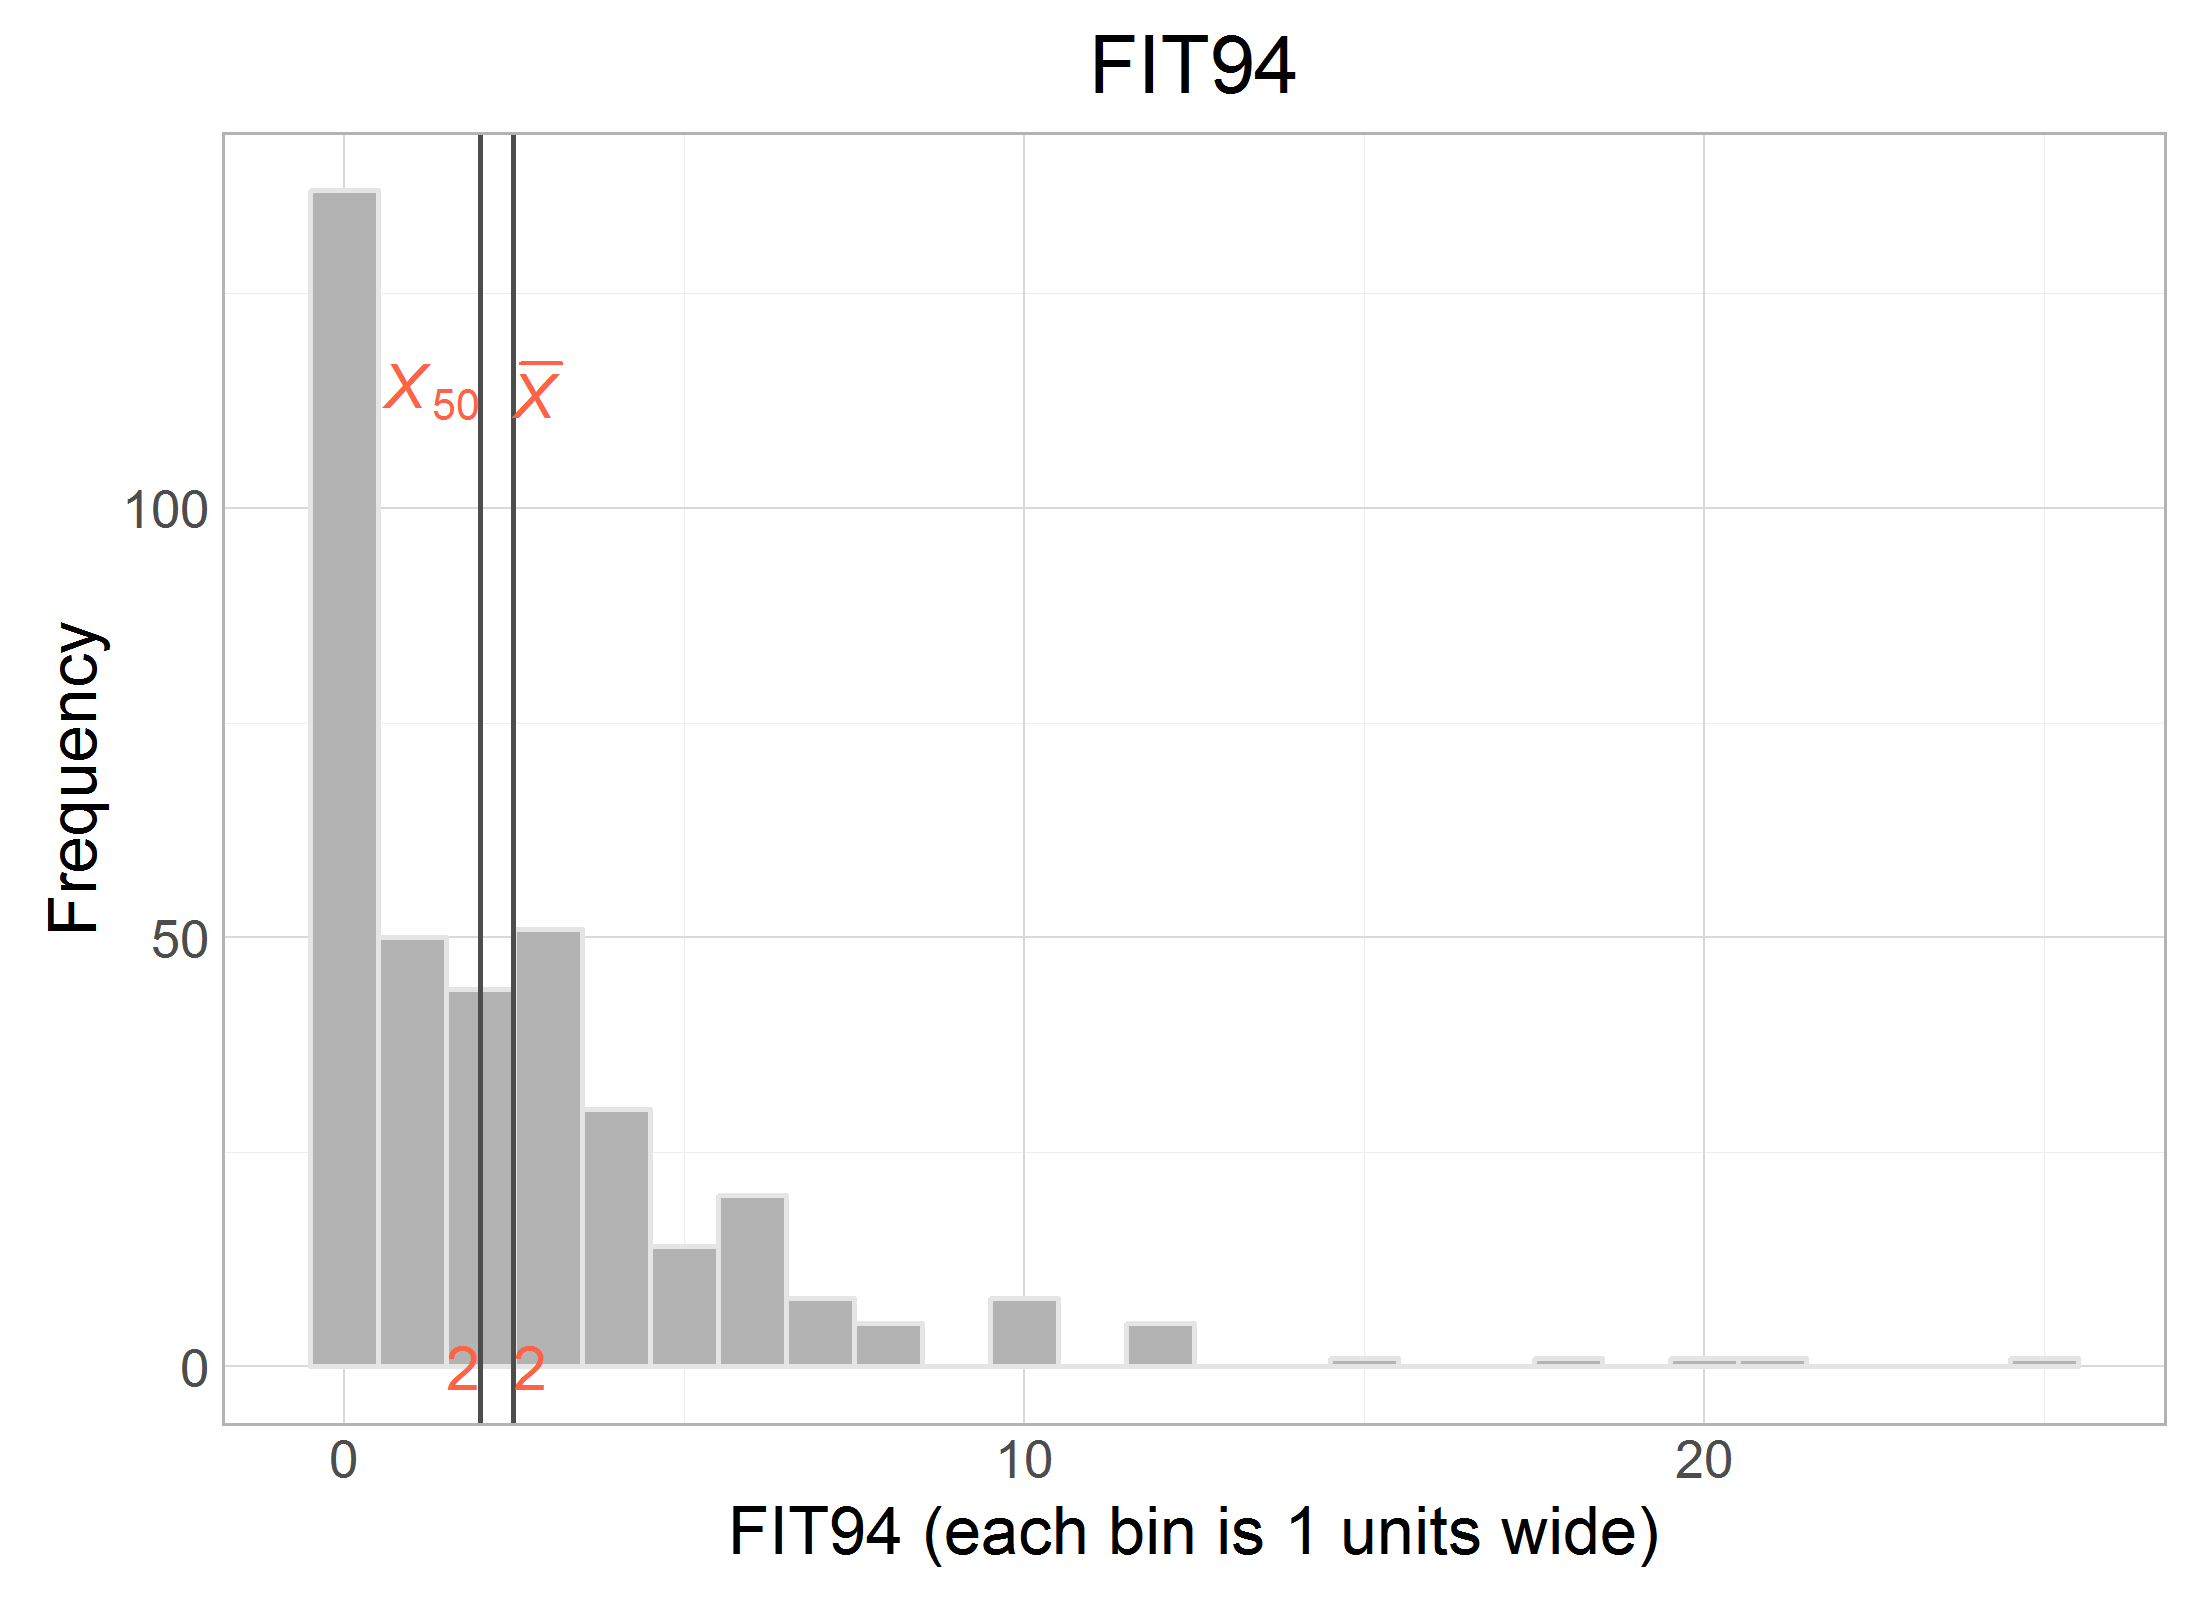 FIT94
X50 X̅
100
50
0
Frequency
2 2
0 10 20
FIT94 (each bin is 1 units wide)